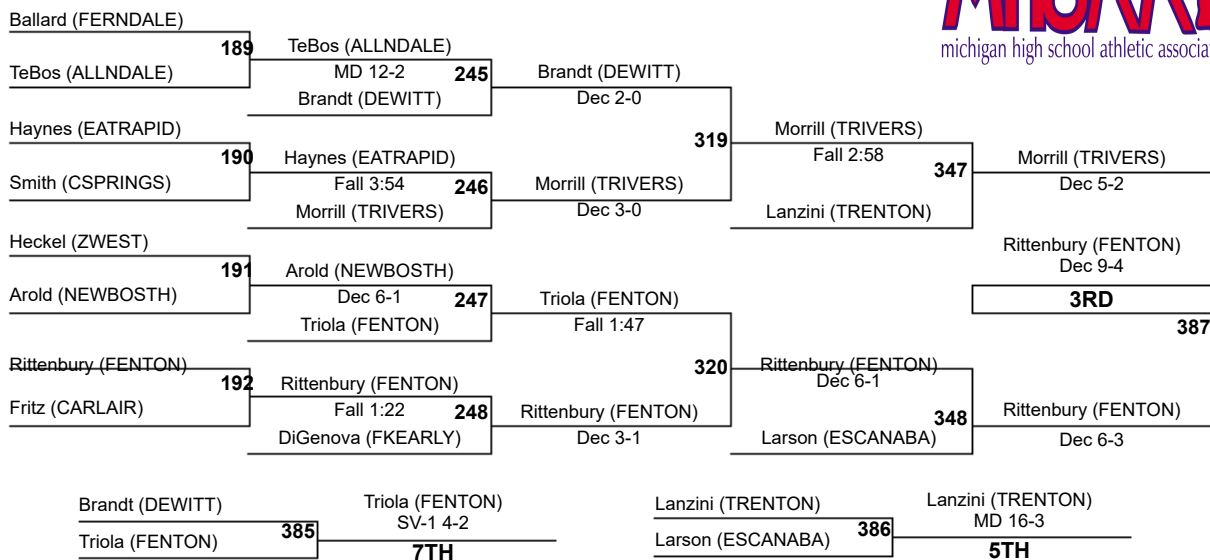 Ballard (FERNDALE)
189
TeBos (ALLNDALE)
TeBos (ALLNDALE)
MD 12-2
245
Brandt (DEWITT)
Brandt (DEWITT)
Dec 2-0
Haynes (EATRAPID)
190
Smith (CSPRINGS)
Haynes (EATRAPID)
Fall 3:54
246
Morrill (TRIVERS)
Morrill (TRIVERS)
Dec 3-0
319
Morrill (TRIVERS)
Fall 2:58
347
Lanzini (TRENTON)
Morrill (TRIVERS)
Dec 5-2
Heckel (ZWEST)
191
Arold (NEWBOSTH)
Arold (NEWBOSTH)
Dec 6-1
247
Triola (FENTON)
Triola (FENTON)
Fall 1:47
Rittenbury (FENTON)
192
Fritz (CARLAIR)
Rittenbury (FENTON)
Fall 1:22
248
DiGenova (FKEARLY)
Rittenbury (FENTON)
Dec 3-1
320
Rittenbury (FENTON)
Dec 6-1
348
Larson (ESCANABA)
Rittenbury (FENTON)
Dec 6-3
Rittenbury (FENTON)
Dec 9-4
3RD
387
Brandt (DEWITT)
385
Triola (FENTON)
Triola (FENTON)
SV-1 4-2
7TH
Lanzini (TRENTON)
386
Larson (ESCANABA)
Lanzini (TRENTON)
MD 16-3
5TH
michigan high school athletic associat